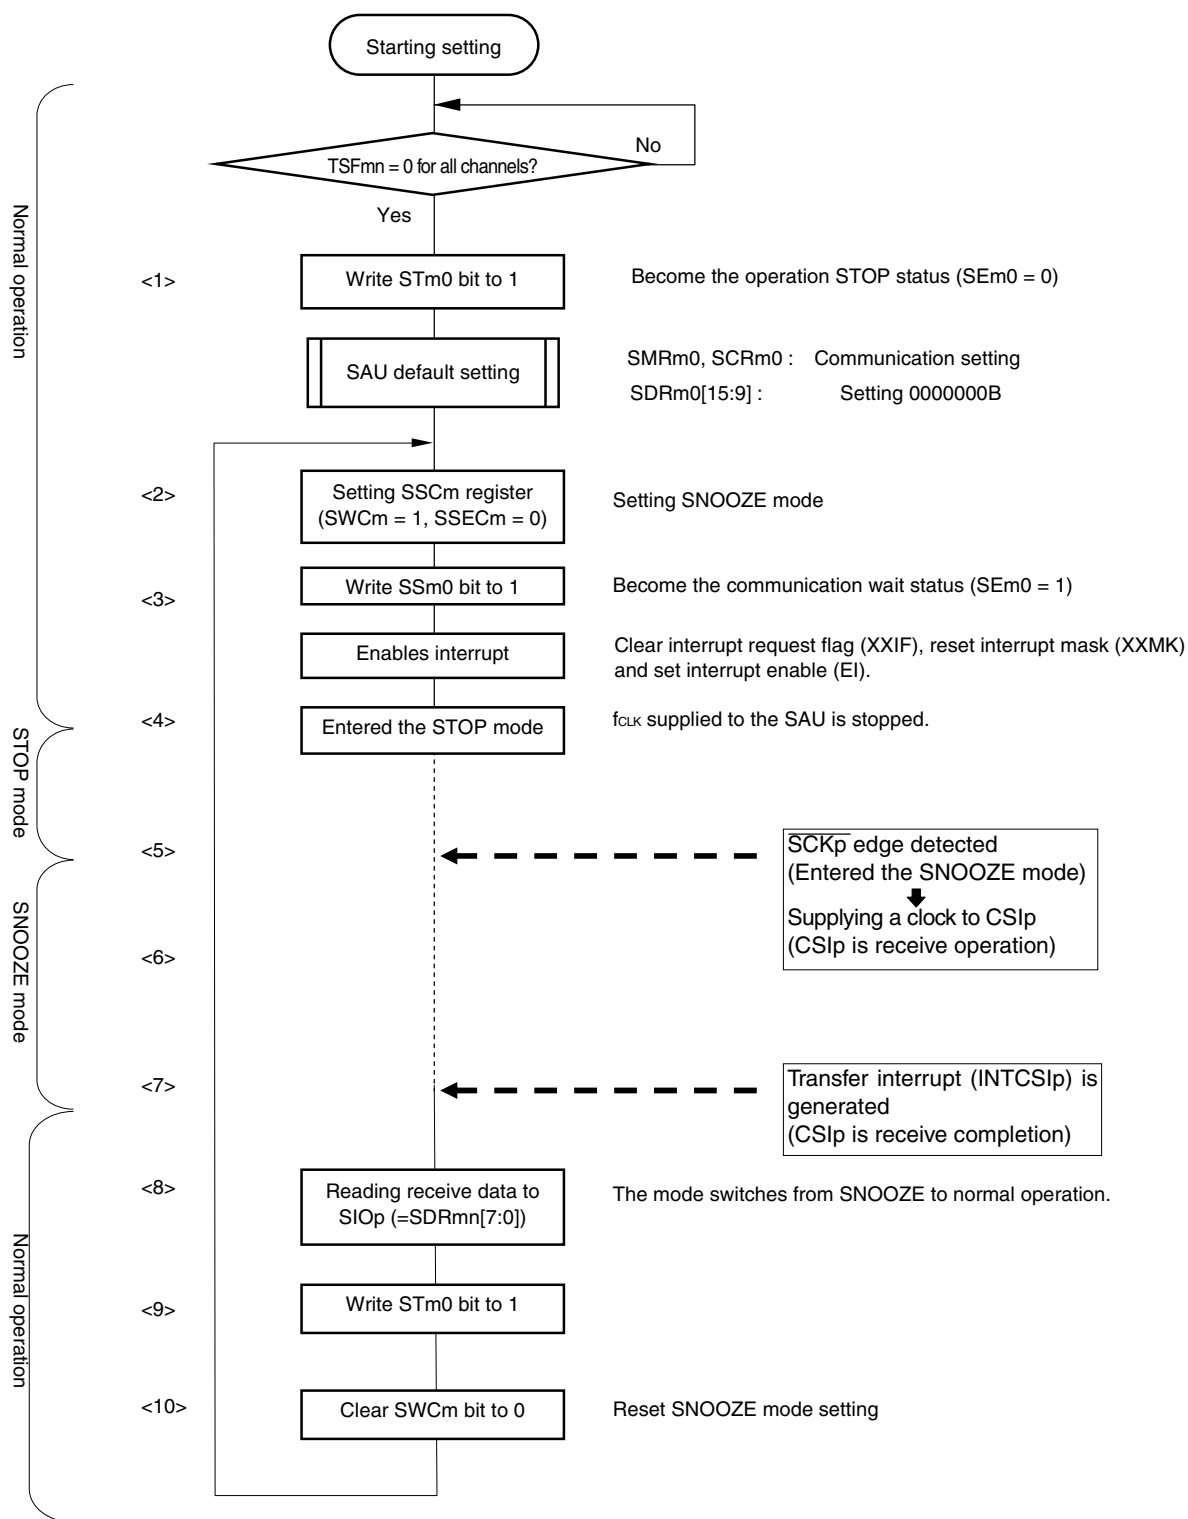 Starting setting
No
TSFmn = 0 for all channels?
Yes
Normal operation
<1>
Write STm0 bit to 1
Become the operation STOP status (SEm0 = 0)
SAU default setting
SMRm0, SCRm0 : Communication setting
SDRm0[15:9] : Setting 0000000B
<2>
Setting SSCm register
(SWCm = 1, SSECm = 0)
Setting SNOOZE mode
<3>
Write SSm0 bit to 1
Become the communication wait status (SEm0 = 1)
Enables interrupt
Clear interrupt request flag (XXIF), reset interrupt mask (XXMK)
and set interrupt enable (EI).
<4>
Entered the STOP mode
fCLK supplied to the SAU is stopped.
STOP mode
<5>
SCKp edge detected
(Entered the SNOOZE mode)
Supplying a clock to CSIp
(CSIp is receive operation)
SNOOZE mode
<6>
<7>
Transfer interrupt (INTCSIp) is
generated
(CSIp is receive completion)
<8>
Reading receive data to
SIOp (=SDRmn[7:0])
The mode switches from SNOOZE to normal operation.
Normal operation
<9>
Write STm0 bit to 1
<10>
Clear SWCm bit to 0
Reset SNOOZE mode setting